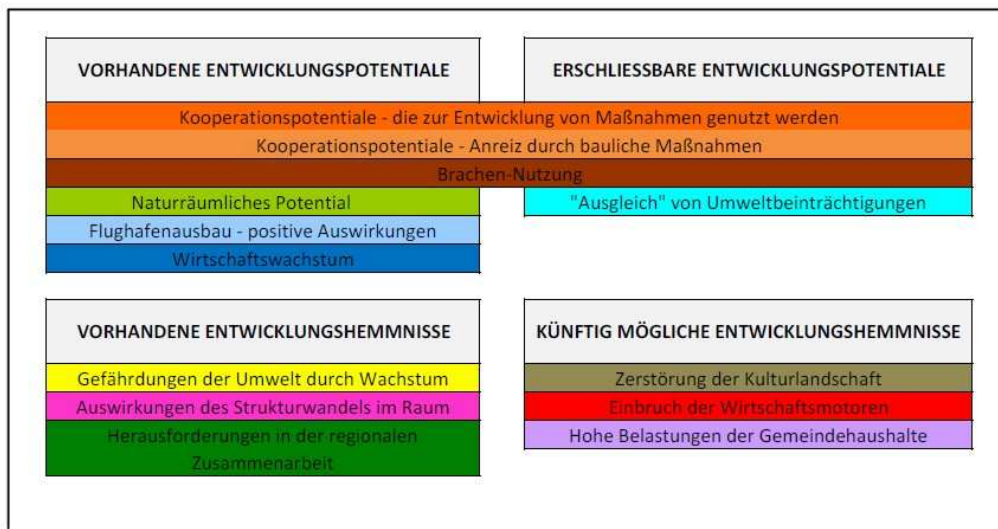 VORHANDENE ENTWICKLUNGSPOTENTIALE
ERSCHLIESSBARE ENTWICKLUNGSPOTENTIALE
Kooperationspotentiale - die zur Entwicklung von Maßnahmen genutzt werden
Kooperationspotentiale - Anreiz durch bauliche Maßnahmen
Brachen-Nutzung
Naturräumliches Potential
"Ausgleich" von Umweltbeinträchtigungen
Flughafenausbau - positive Auswirkungen
Wirtschaftswachstum
VORHANDENE ENTWICKLUNGSHEMMNISSE
KÜNFTIG MÖGLICHE ENTWICKLUNGSHEMMNISSE
Gefährdungen der Umwelt durch Wachstum
Zerstörung der Kulturlandschaft
Auswirkungen des Strukturwandels im Raum
Einbruch der Wirtschaftsmotoren
Herausforderungen in der regionalen
Zusammenarbeit
Hohe Belastungen der Gemeindehaushalte